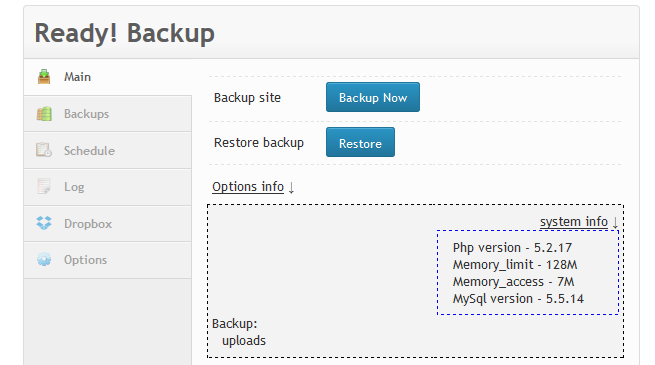 Ready! Backup
Main
Backups
Schedule
Log
Dropbox
Options
Backup site
Backup Now
Restore backup
Restore
Options info ↓
system info ↓
Php version - 5.2.17
Memory_limit - 128M
Memory_access - 7M
MySql version - 5.5.14
Backup:
uploads